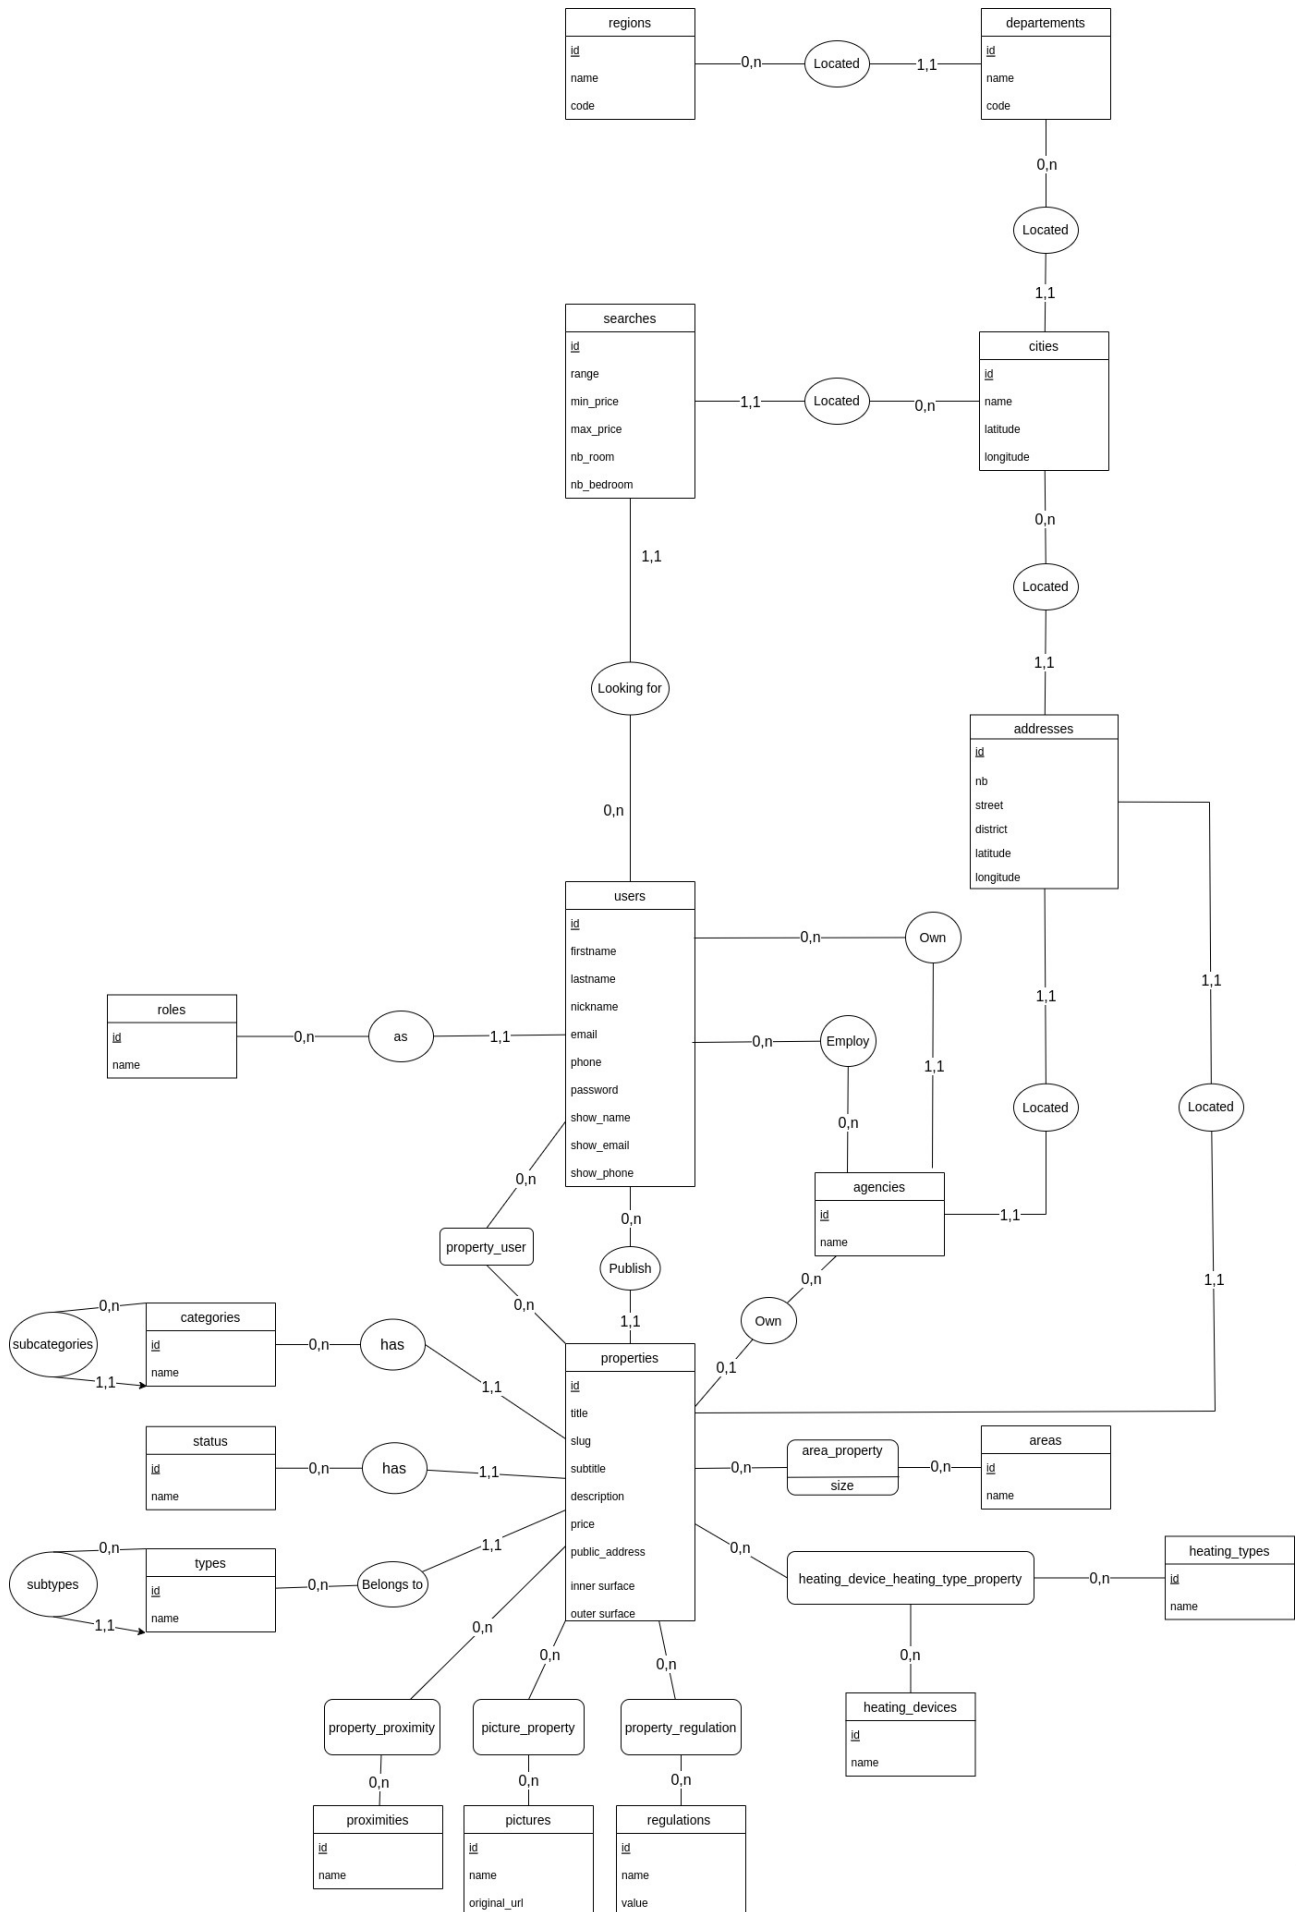 regions
id
name
code
0,n
Located
1,1
departements
id
name
code
0,n
Located
1,1
searches
id
range
min_price
max_price
nb_room
nb_bedroom
1,1
Located
0,n
cities
id
name
latitude
longitude
0,n
Located
1,1
1,1
Looking for
0,n
addresses
id
nb
street
district
latitude
longitude
1,1
Located
1,1
1,1
Located
1,1
users
id
firstname
lastname
nickname
email
phone
password
show_name
show_email
show_phone
0,n
Own
1,1
0,n
Employ
0,n
roles
id
name
0,n
as
1,1
agencies
id
name
0,n
Own
0,1
0,n
property_user
0,n
0,n
Publish
1,1
categories
id
name
0,n
subcategories
1,1
0,n
has
1,1
status
id
name
0,n
has
1,1
types
id
name
0,n
subtypes
1,1
0,n
Belongs to
1,1
properties
id
title
slug
subtitle
description
price
public_address
inner surface
outer surface
0,n
area_property
size
0,n
areas
id
name
0,n
heating_device_heating_type_property
0,n
heating_types
id
name
0,n
heating_devices
id
name
0,n
property_proximity
0,n
proximities
id
name
0,n
picture_property
0,n
pictures
id
name
original_url
0,n
property_regulation
0,n
regulations
id
name
value